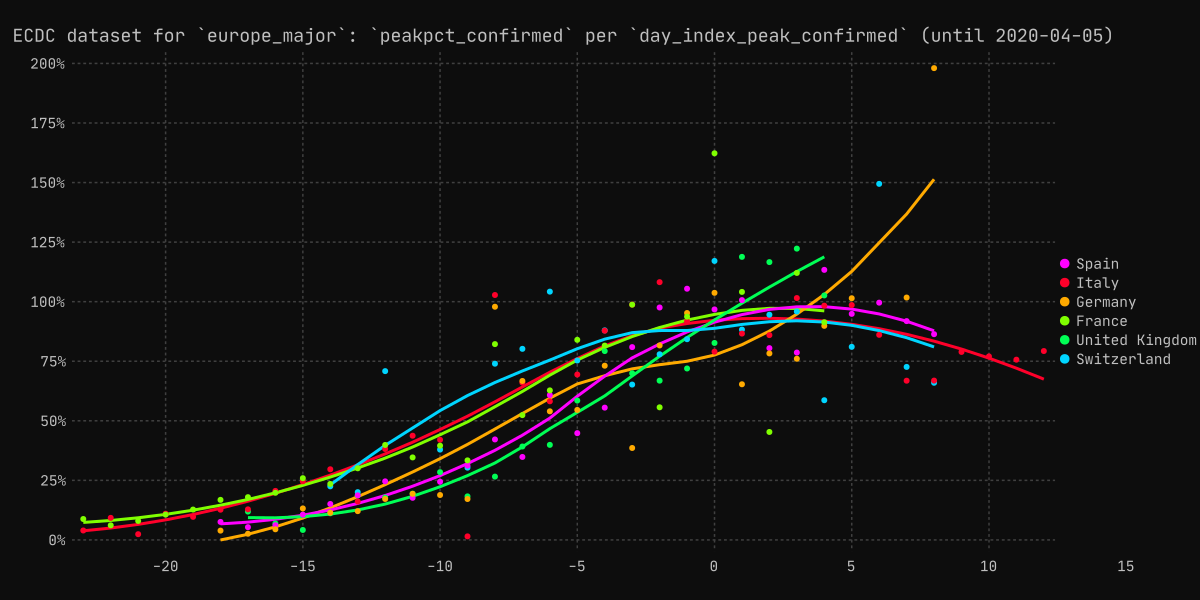 ECDC dataset for `europe_major`: `peakpct_confirmed` per `day_index_peak_confirmed` (until 2020-04-05)
200%
175%
150%
125%
100%
75%
50%
25%
0%
−20 −15 −10 −5 0 5 10 15
Spain
Italy
Germany
France
United Kingdom
Switzerland